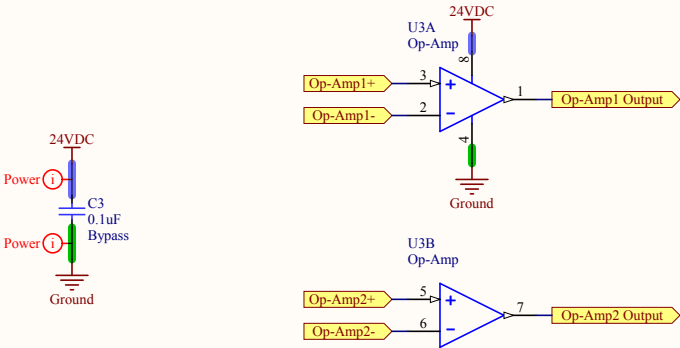 24VDC
U3A
Op-Amp
8
Op-Amp1+
3
1
Op-Amp1 Output
Op-Amp1-
2
4
Ground
24VDC
Power
i
C3
0.1uF
Bypass
Power
i
Ground
U3B
Op-Amp
Op-Amp2+
5
7
Op-Amp2 Output
Op-Amp2-
6